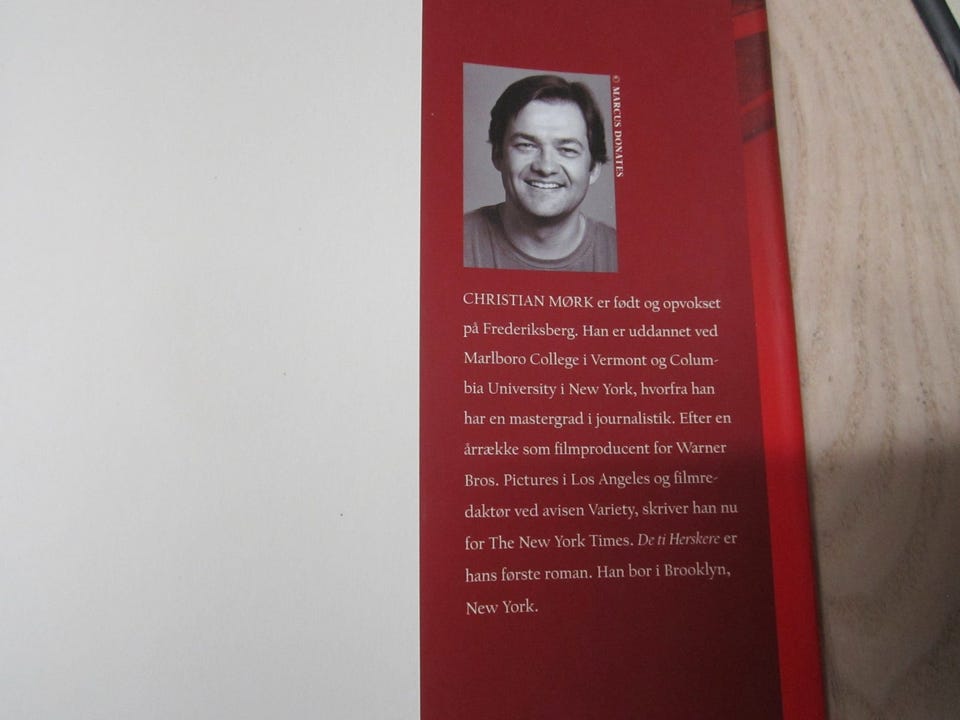 © MARCUS DONATES
CHRISTIAN MØRK er født og opvokset
på Frederiksberg. Han er uddannet ved
Marlboro College i Vermont og Colum-
bia University i New York, hvorfra han
har en mastergrad i journalistik. Efter en
årrække som filmproducent for Warner
Bros. Pictures i Los Angeles og filmre-
daktør ved avisen Variety, skriver han nu
for The New York Times. De ti Herskere er
hans første roman. Han bor i Brooklyn,
New York.